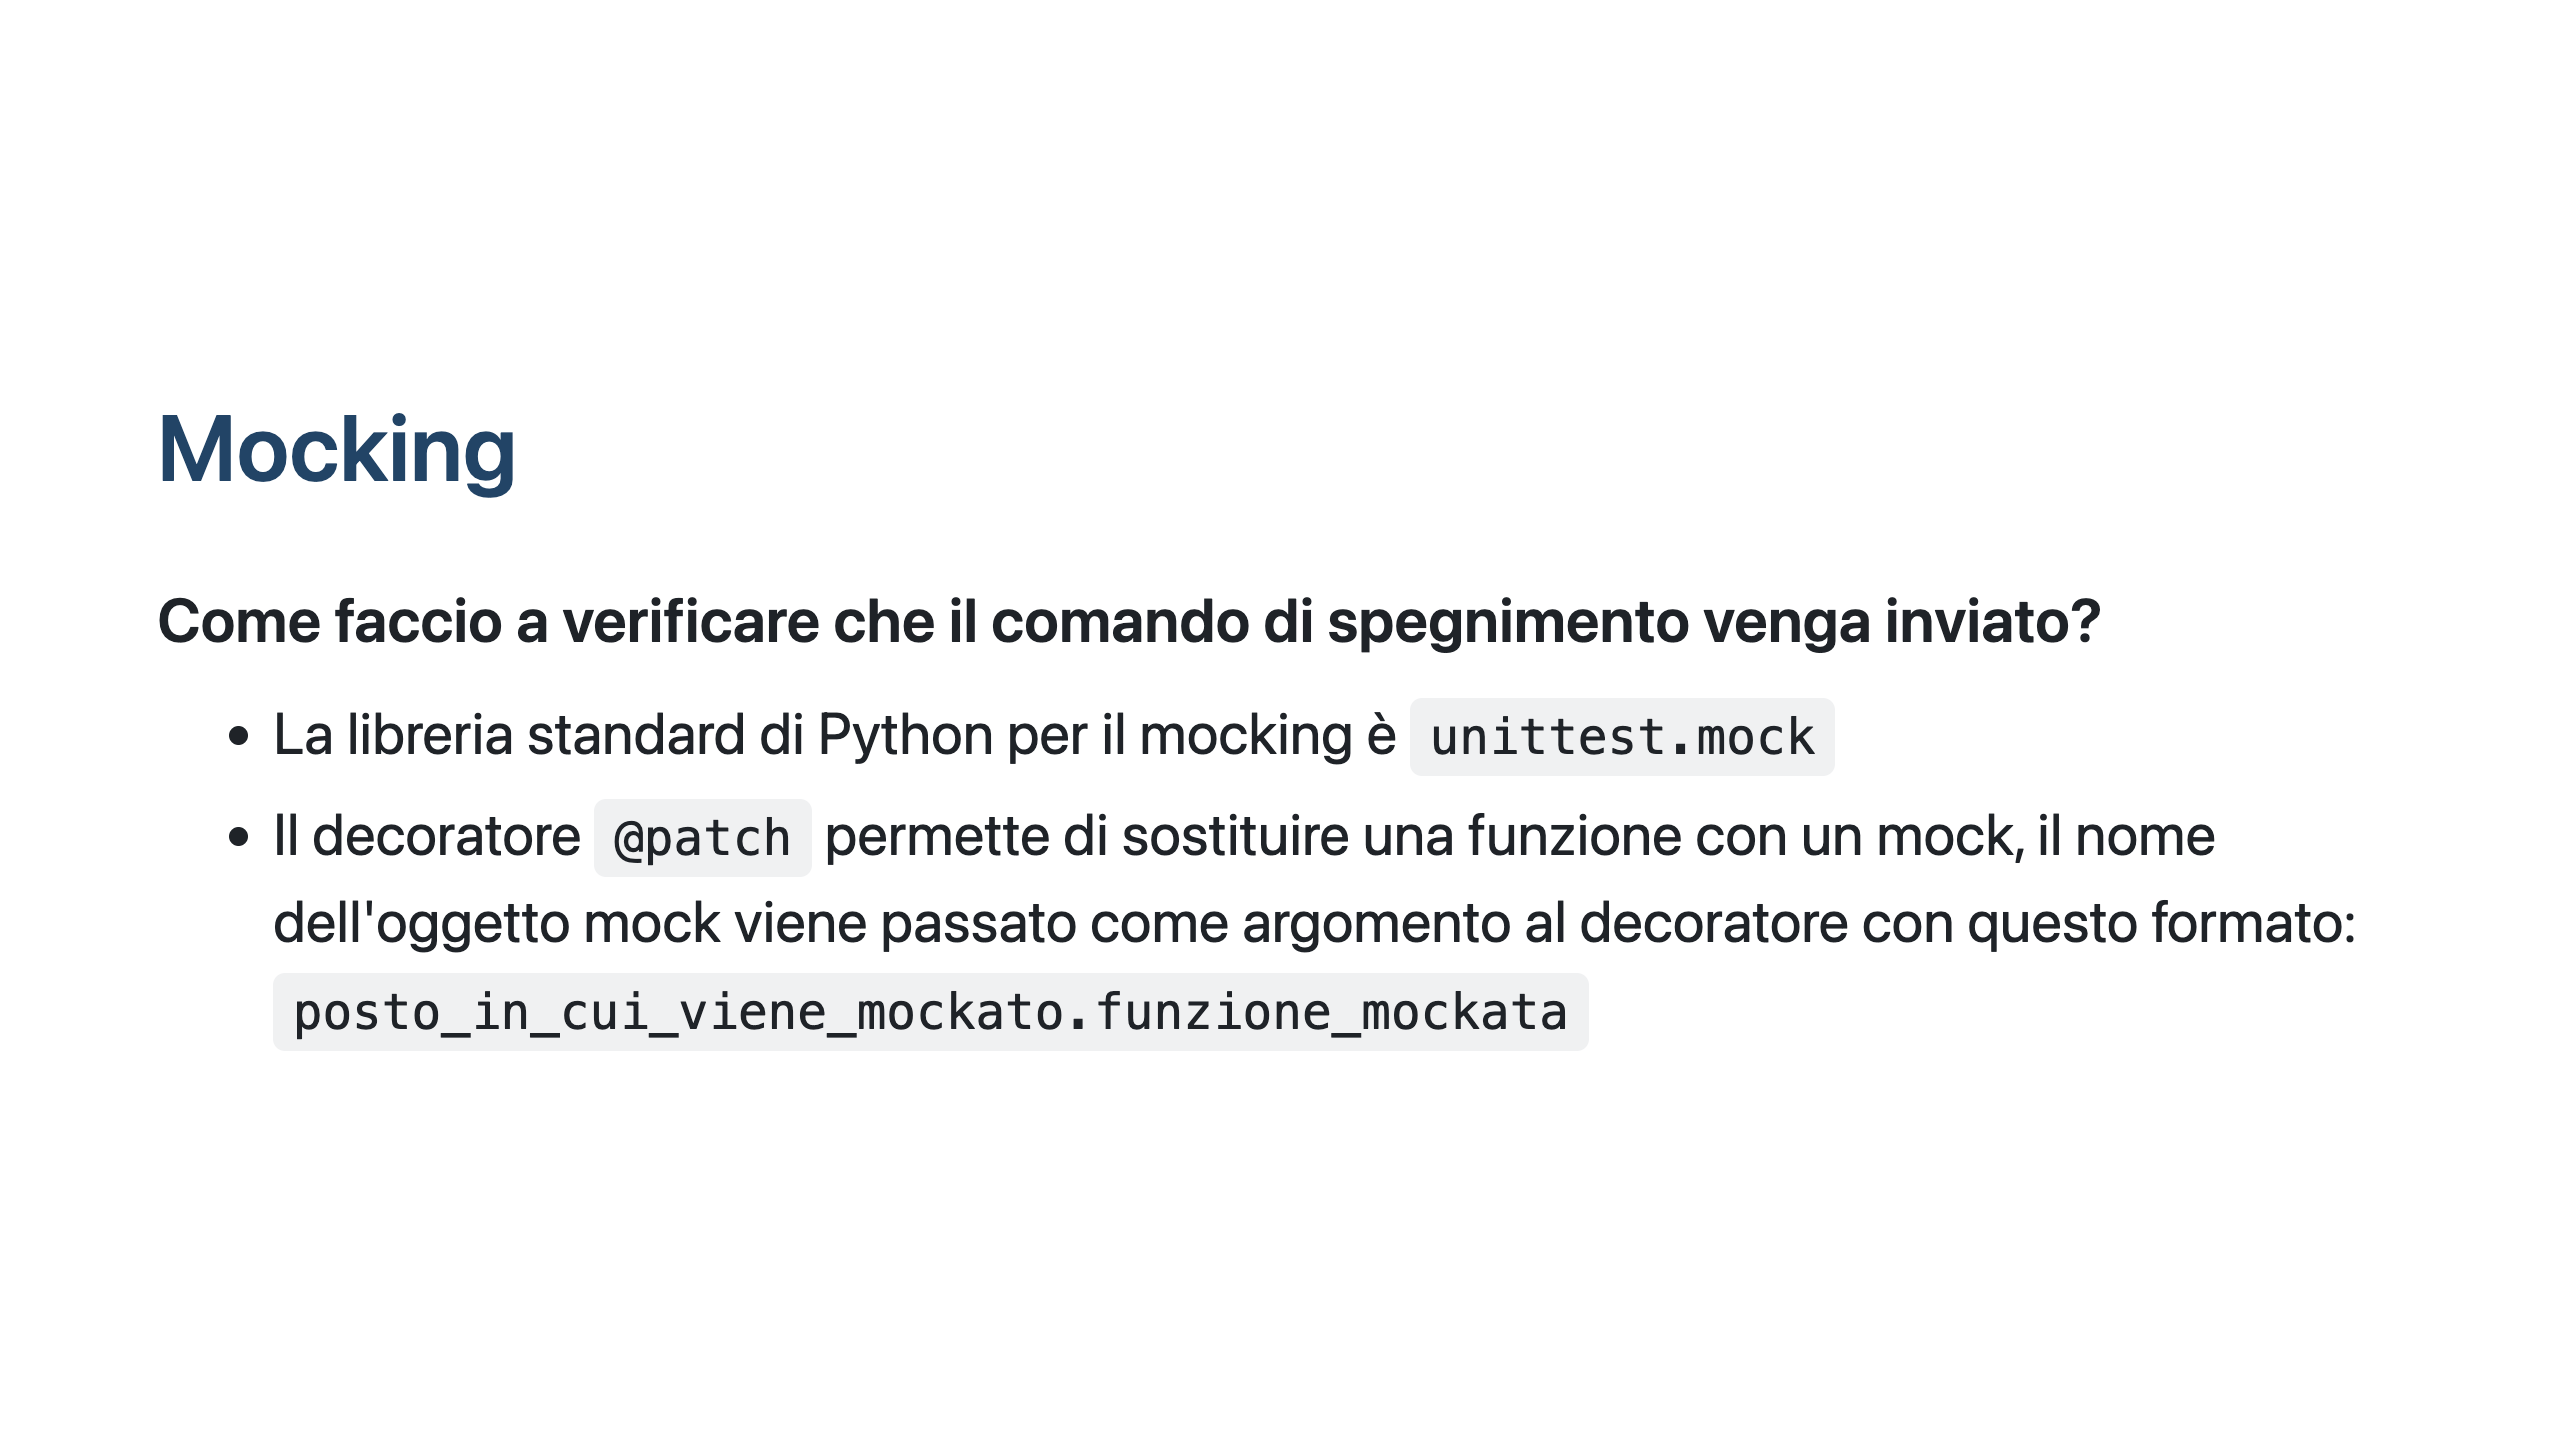 Mocking
Come faccio a verificare che il comando di spegnimento venga inviato?
• La libreria standard di Python per il mocking è unittest.mock
• Il decoratore @patch permette di sostituire una funzione con un mock, il nome
dell'oggetto mock viene passato come argomento al decoratore con questo formato:
posto_in_cui_viene_mockato.funzione_mockata